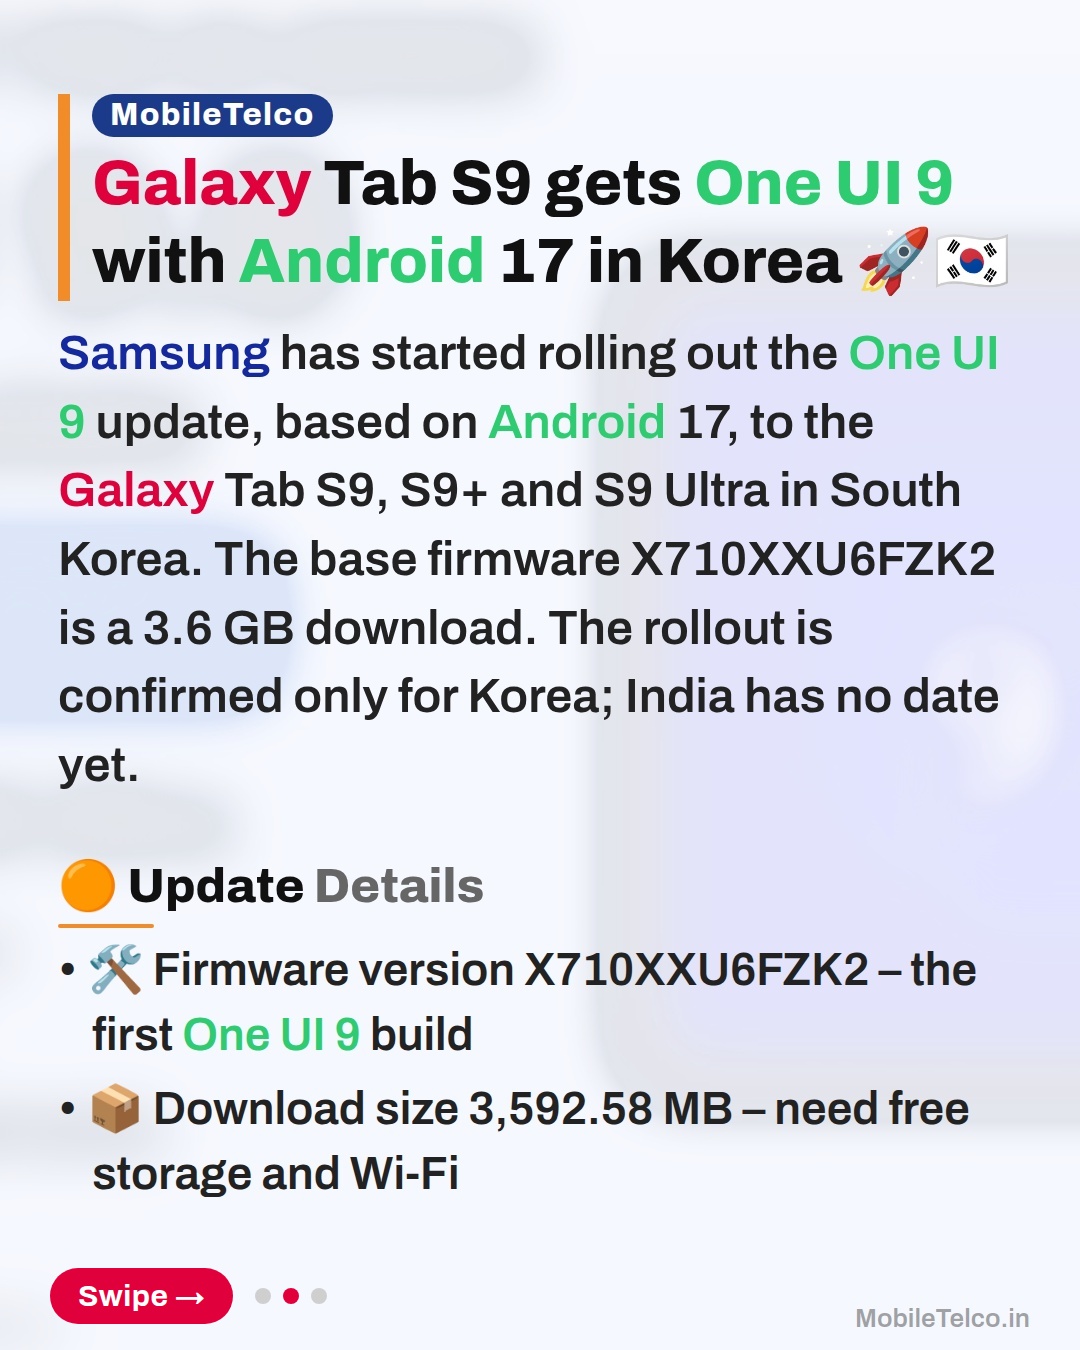 MobileTelco
Galaxy Tab S9 gets One UI 9
with Android 17 in Korea 🚀🇰🇷
Samsung has started rolling out the One UI
9 update, based on Android 17, to the
Galaxy Tab S9, S9+ and S9 Ultra in South
Korea. The base firmware X710XXU6FZK2
is a 3.6 GB download. The rollout is
confirmed only for Korea; India has no date
yet.
🟠 Update Details
• 🛠️ Firmware version X710XXU6FZK2 – the
first One UI 9 build
• 📦 Download size 3,592.58 MB – need free
storage and Wi-Fi
Swipe →
MobileTelco.in